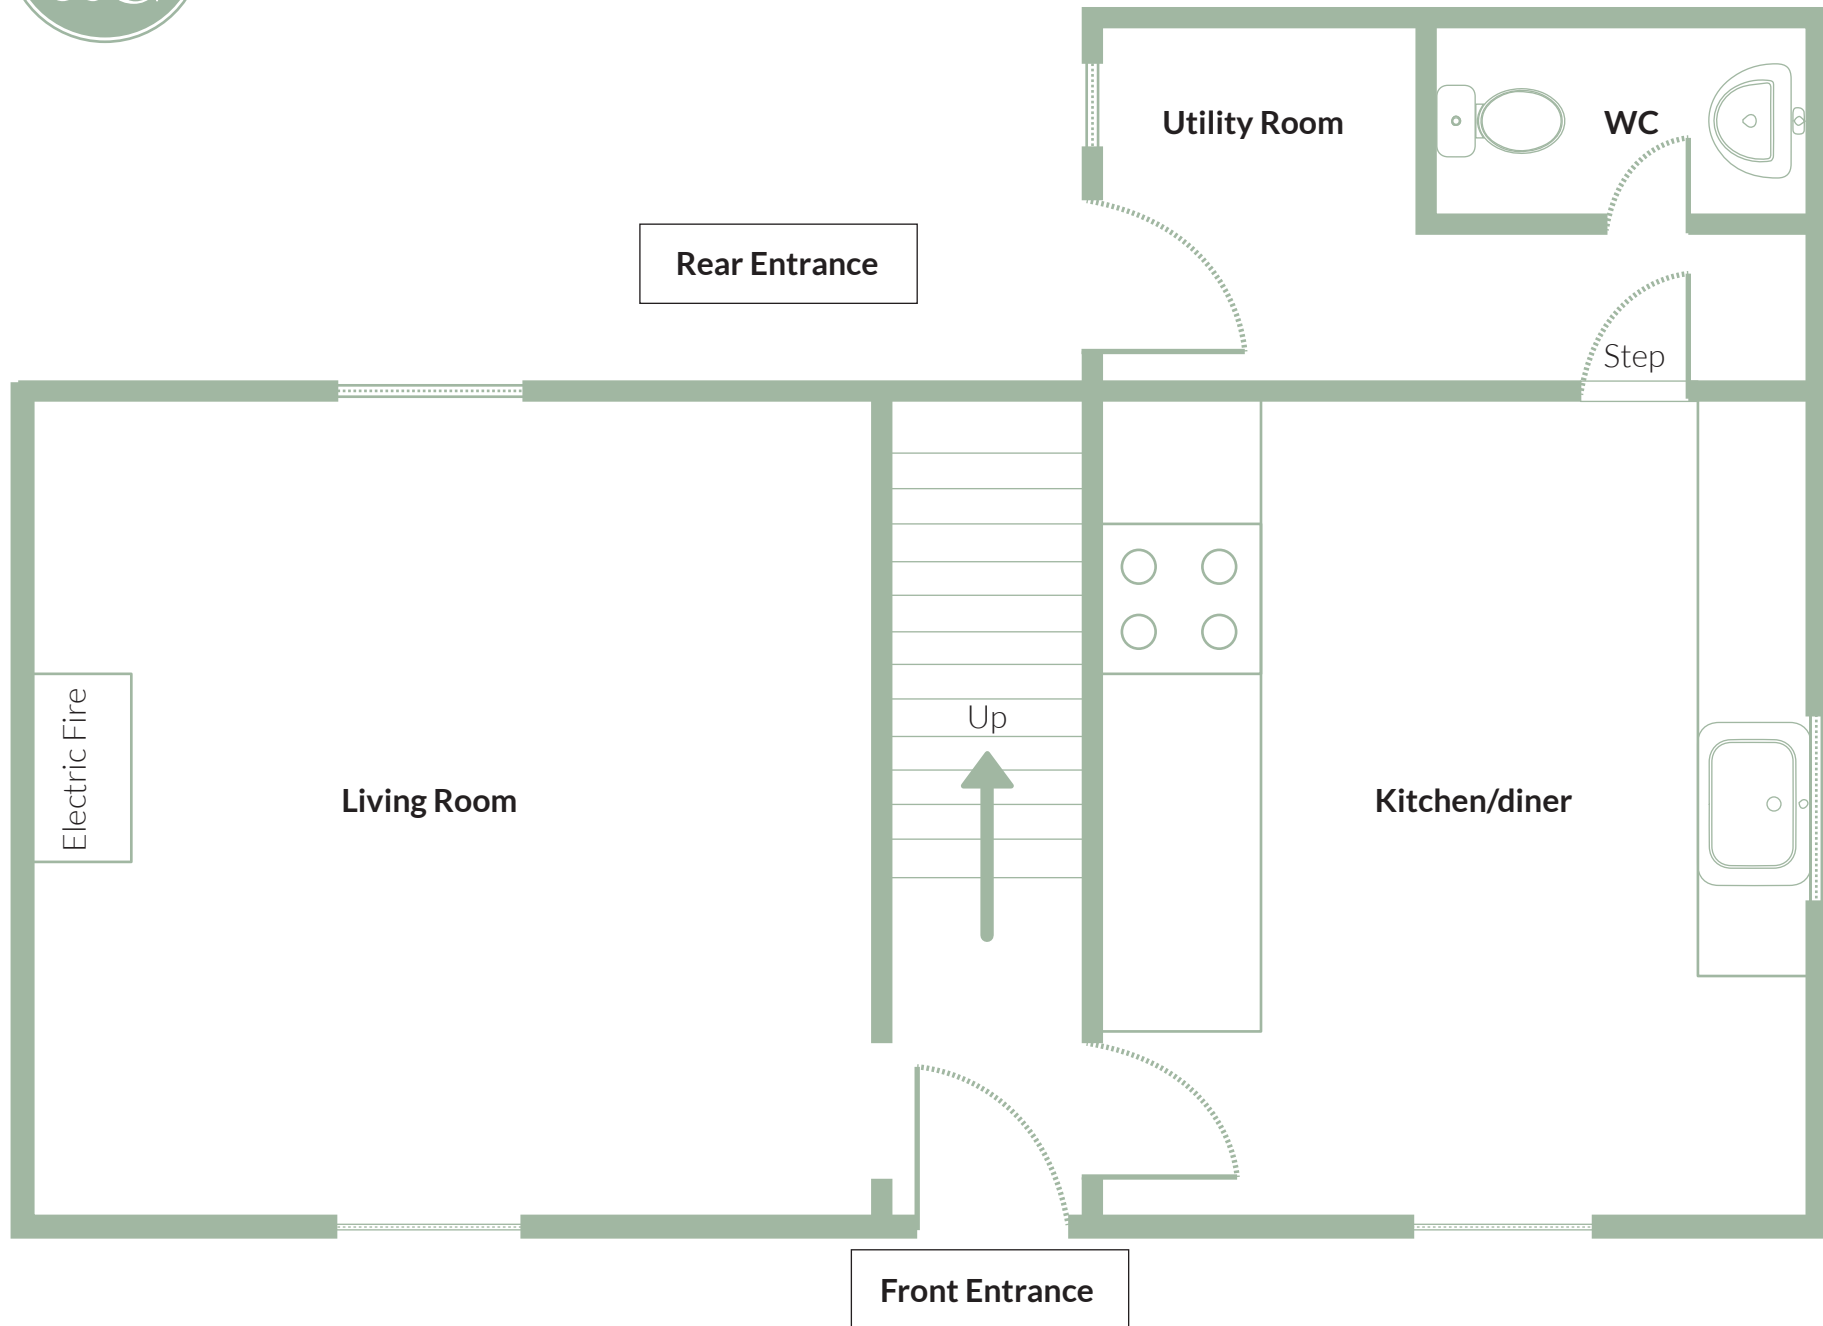 Utility Room
WC
Rear Entrance
Step
Up
Electric Fire
Living Room
Kitchen/diner
Front Entrance